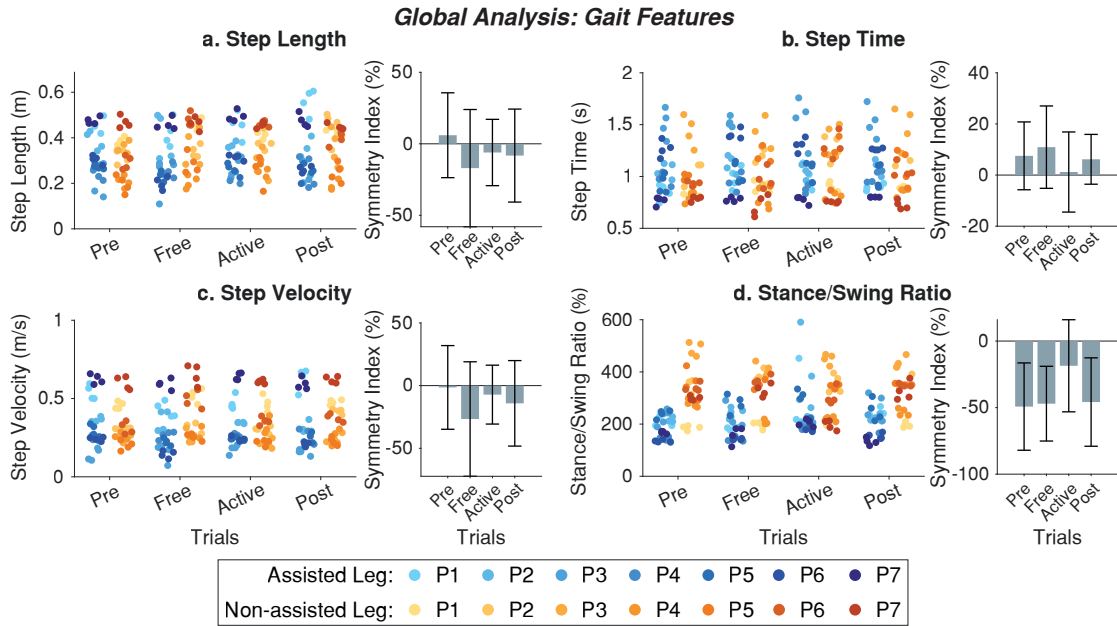 Global Analysis: Gait Features
a. Step Length
b. Step Time
Step Length (m)
0.6
0.4
0.2
0
Pre
Free
Active
Post
Symmetry Index (%)
50
0
-50
Pre
Free
Active
Post
Step Time (s)
2
1.5
1
0.5
Pre
Free
Active
Post
Symmetry Index (%)
40
20
0
-20
Pre
Free
Active
Post
c. Step Velocity
d. Stance/Swing Ratio
Step Velocity (m/s)
1
0.5
0
Pre
Free
Active
Post
Trials
Symmetry Index (%)
50
0
-50
Pre
Free
Active
Post
Trials
Stance/Swing Ratio (%)
600
400
200
0
Pre
Free
Active
Post
Trials
Symmetry Index (%)
0
-50
-100
Pre
Free
Active
Post
Trials
Assisted Leg: P1 P2 P3 P4 P5 P6 P7
Non-assisted Leg: P1 P2 P3 P4 P5 P6 P7